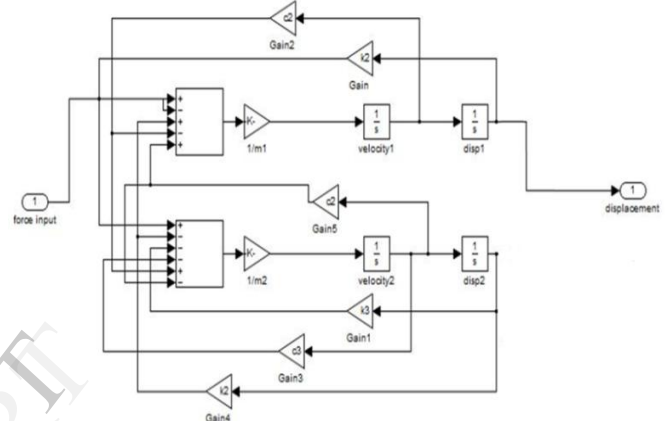 c2
Gain2
k2
Gain
+
−
+
−
+
K-
1/m1
1
s
velocity1
1
s
disp1
1
force input
1
displacement
c2
Gain5
+
−
−
−
+
−
K-
1/m2
1
s
velocity2
1
s
disp2
k3
Gain1
c3
Gain3
k2
Gain4